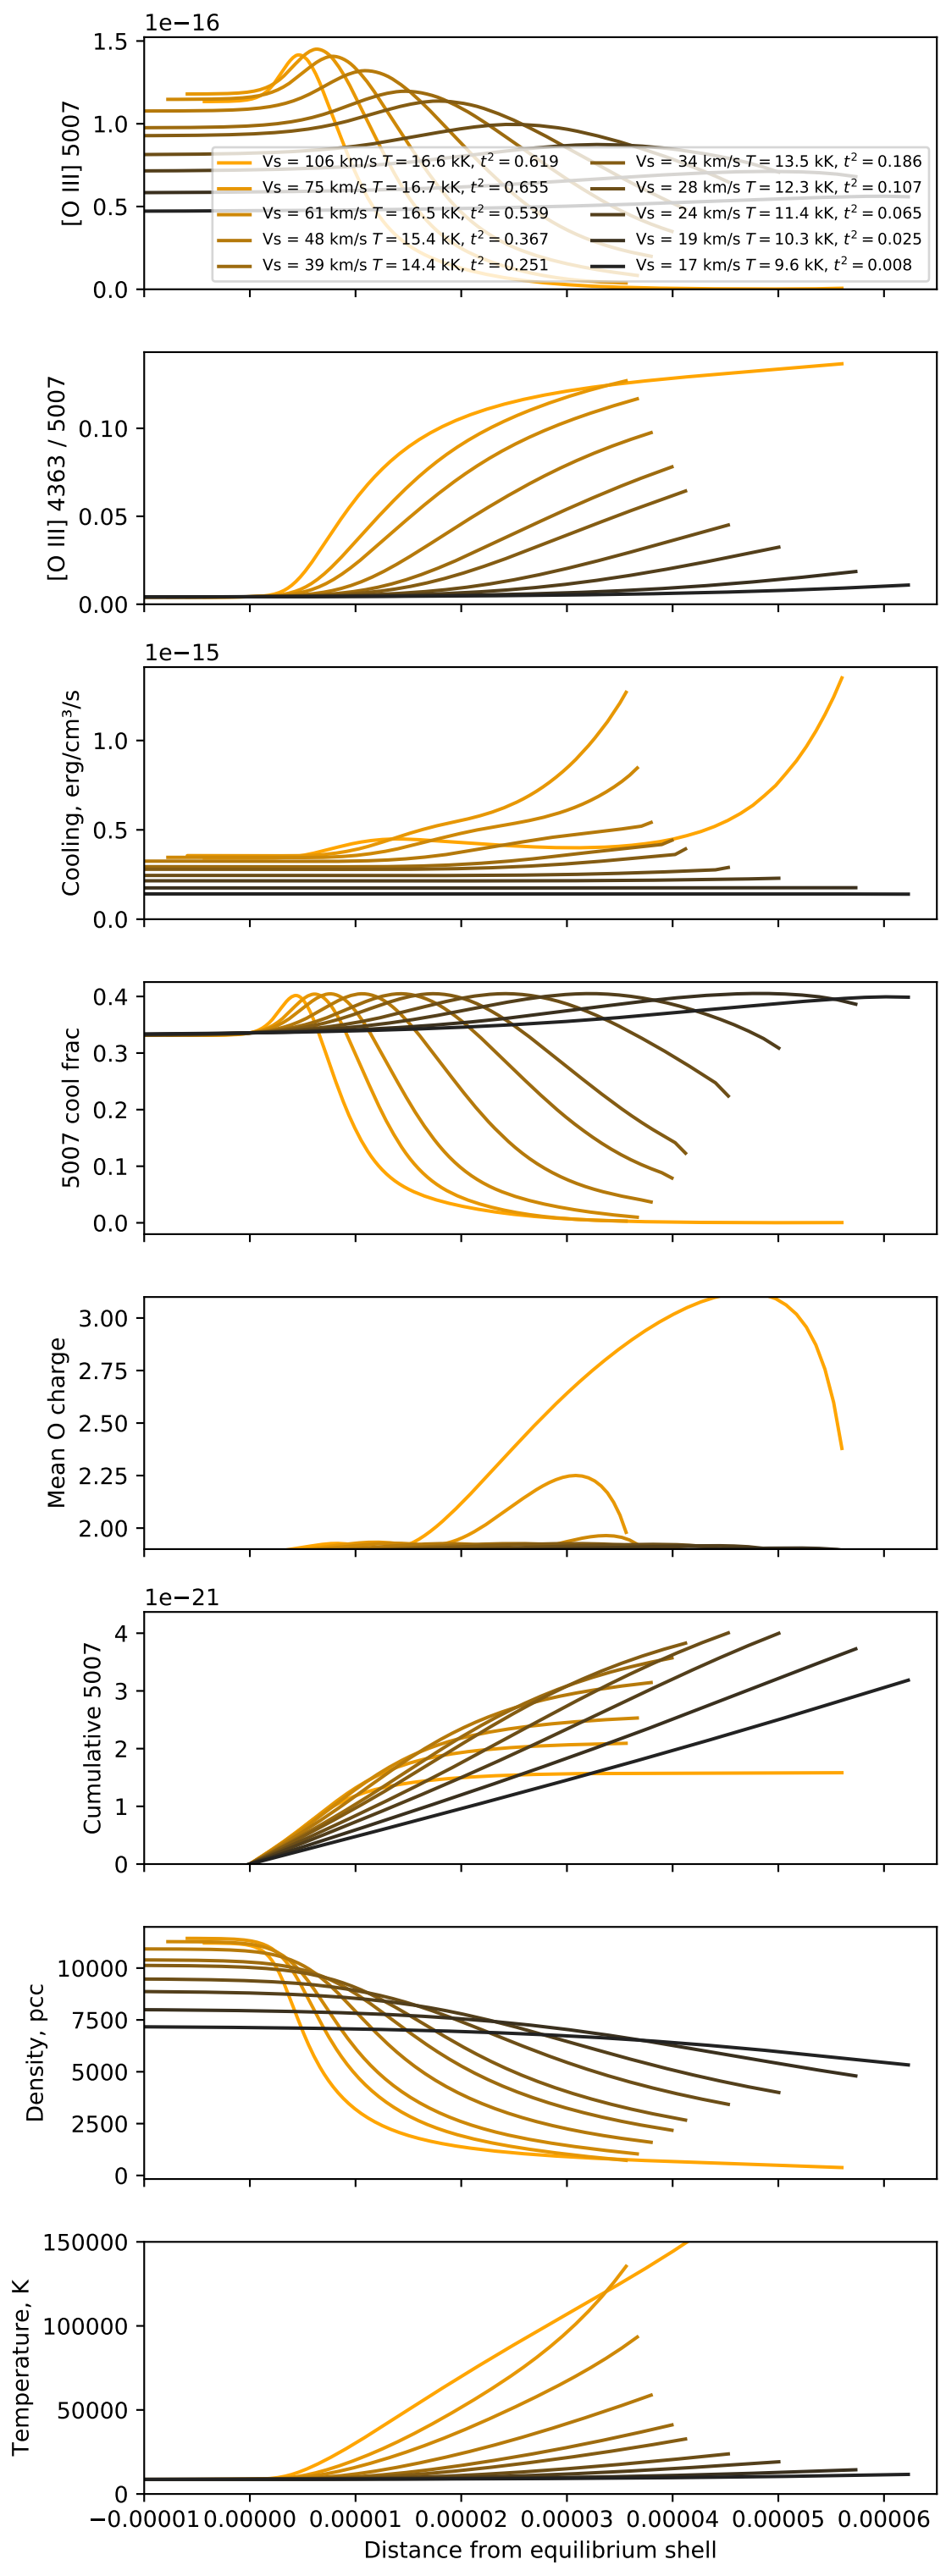 1e−16
[O III] 5007
1.5
1.0
0.5
0.0
Vs = 106 km/s T = 16.6 kK, t² = 0.619
Vs = 75 km/s T = 16.7 kK, t² = 0.655
Vs = 61 km/s T = 16.5 kK, t² = 0.539
Vs = 48 km/s T = 15.4 kK, t² = 0.367
Vs = 39 km/s T = 14.4 kK, t² = 0.251
Vs = 34 km/s T = 13.5 kK, t² = 0.186
Vs = 28 km/s T = 12.3 kK, t² = 0.107
Vs = 24 km/s T = 11.4 kK, t² = 0.065
Vs = 19 km/s T = 10.3 kK, t² = 0.025
Vs = 17 km/s T = 9.6 kK, t² = 0.008
[O III] 4363 / 5007
0.10
0.05
0.00
1e−15
Cooling, erg/cm³/s
1.0
0.5
0.0
5007 cool frac
0.4
0.3
0.2
0.1
0.0
Mean O charge
3.00
2.75
2.50
2.25
2.00
1e−21
Cumulative 5007
4
3
2
1
0
Density, pcc
10000
7500
5000
2500
0
Temperature, K
150000
100000
50000
0
−0.00001 0.00000 0.00001 0.00002 0.00003 0.00004 0.00005 0.00006
Distance from equilibrium shell